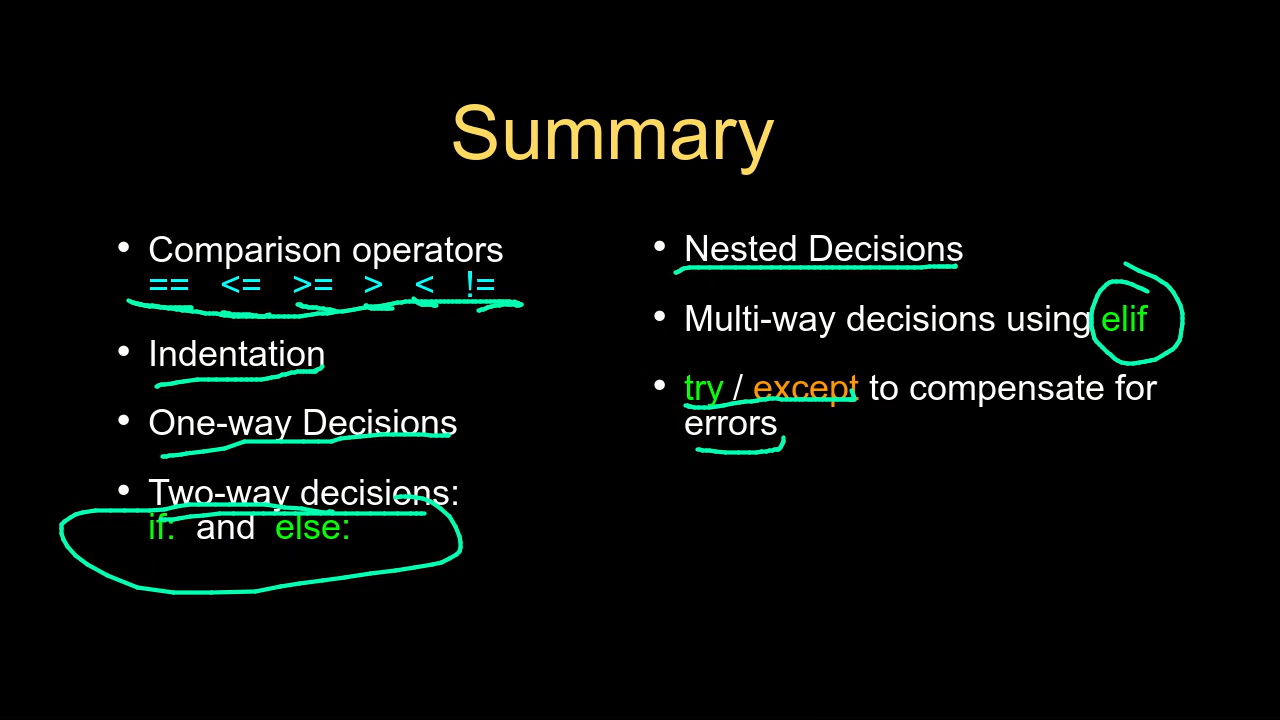 Summary
• Comparison operators
== <= >= > < !=
• Indentation
• One-way Decisions
• Two-way decisions:
if: and else:
• Nested Decisions
• Multi-way decisions using elif
• try / except to compensate for
errors